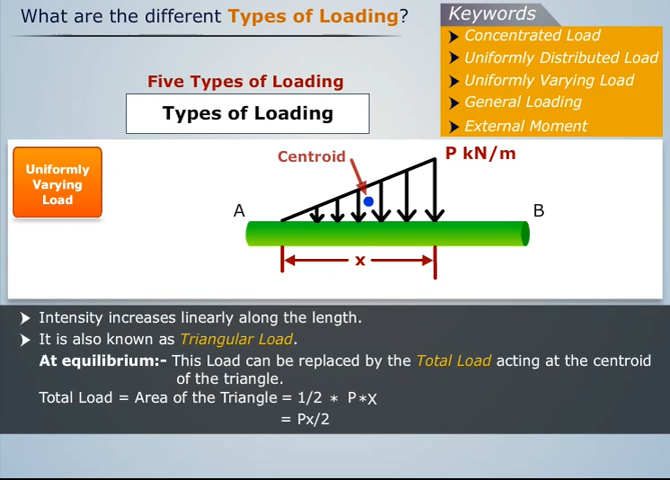 What are the different Types of Loading?
Keywords
Concentrated Load
Uniformly Distributed Load
Uniformly Varying Load
General Loading
External Moment
Five Types of Loading
Types of Loading
Uniformly
Varying
Load
Centroid
P kN/m
A
B
x
Intensity increases linearly along the length.
It is also known as Triangular Load.
At equilibrium:- This Load can be replaced by the Total Load acting at the centroid
of the triangle.
Total Load = Area of the Triangle = 1/2 * P*x
= Px/2